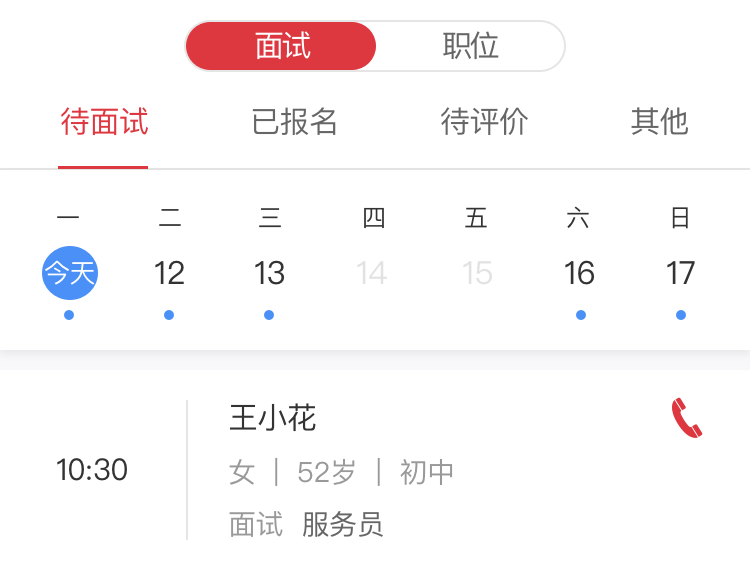 面试 职位
待面试 已报名 待评价 其他
一 二 三 四 五 六 日
今天 12 13 14 15 16 17
王小花
10:30
女 | 52岁 | 初中
面试 服务员